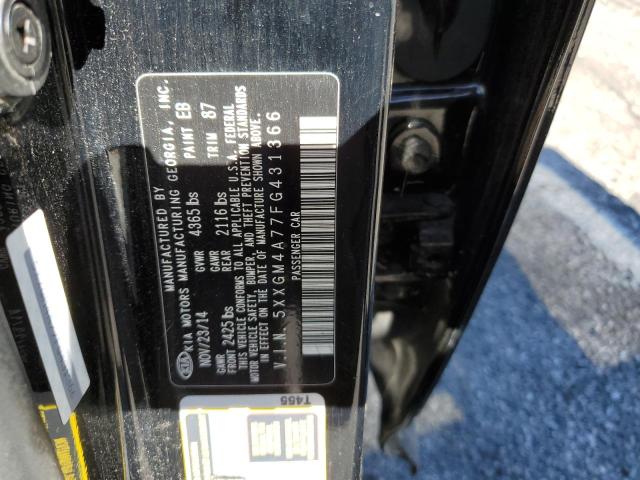 MANUFACTURED BY
KIA KIA MOTORS MANUFACTURING GEORGIA, INC.
NOV/23/14 GVWR 4365 lbs PAINT EB
GAWR FRONT 2425 lbs GAWR REAR 2116 lbs TRIM 87
THIS VEHICLE CONFORMS TO ALL APPLICABLE U.S.A. FEDERAL
MOTOR VEHICLE SAFETY, BUMPER, AND THEFT PREVENTION STANDARDS
IN EFFECT ON THE DATE OF MANUFACTURE SHOWN ABOVE.
V.I.N. 5XXGM4A77FG431366
PASSENGER CAR
T455